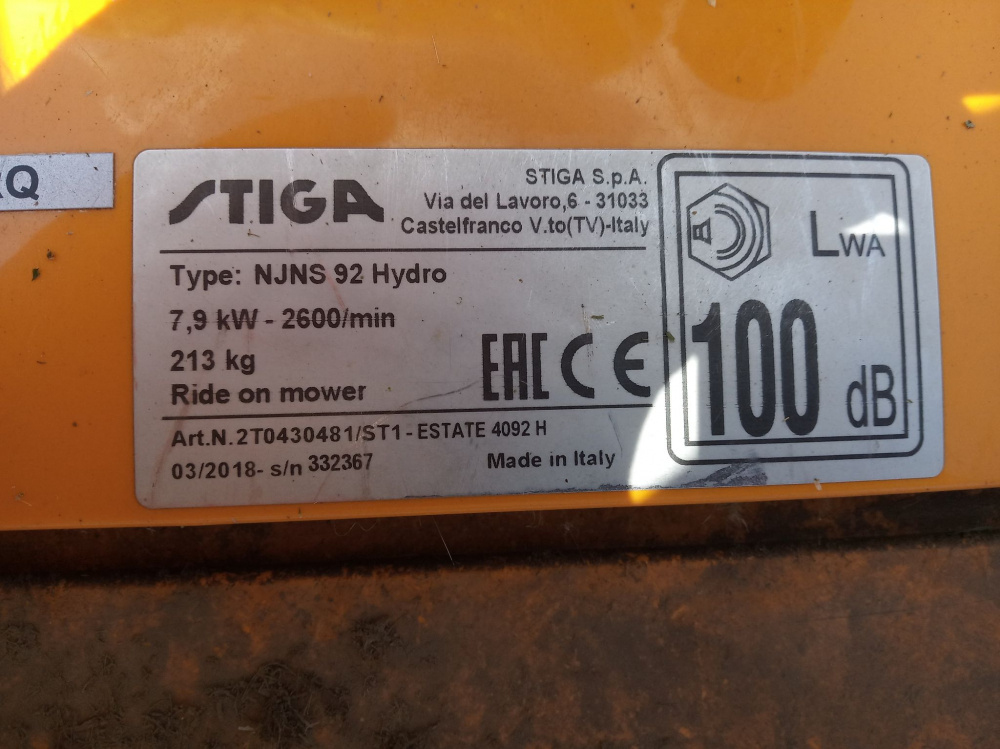 Q
STIGA
STIGA S.p.A.
Via del Lavoro,6 - 31033
Castelfranco V.to(TV)-Italy
Type: NJNS 92 Hydro
7,9 kW - 2600/min
213 kg
Ride on mower
EAC CE
Art.N.2T0430481/ST1 - ESTATE 4092 H
03/2018- s/n 332367
Made in Italy
LWA
100
dB